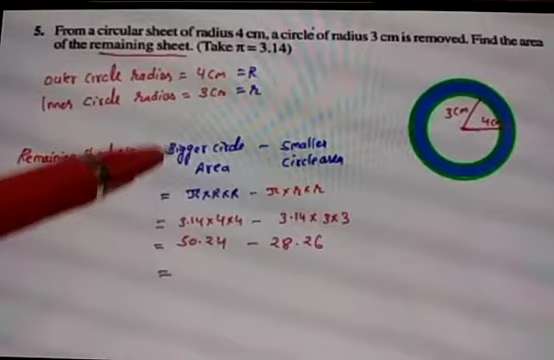 5. From a circular sheet of radius 4 cm, a circle of radius 3 cm is removed. Find the area
of the remaining sheet. (Take π = 3.14)
outer circle radius = 4cm = R
Inner circle radius = 3cm = r
3cm
4cm
Remaining
Bigger circle - Smaller
Area circle area
= π×R×R - π×r×r
= 3.14×4×4 - 3.14×3×3
= 50.24 - 28.26
=